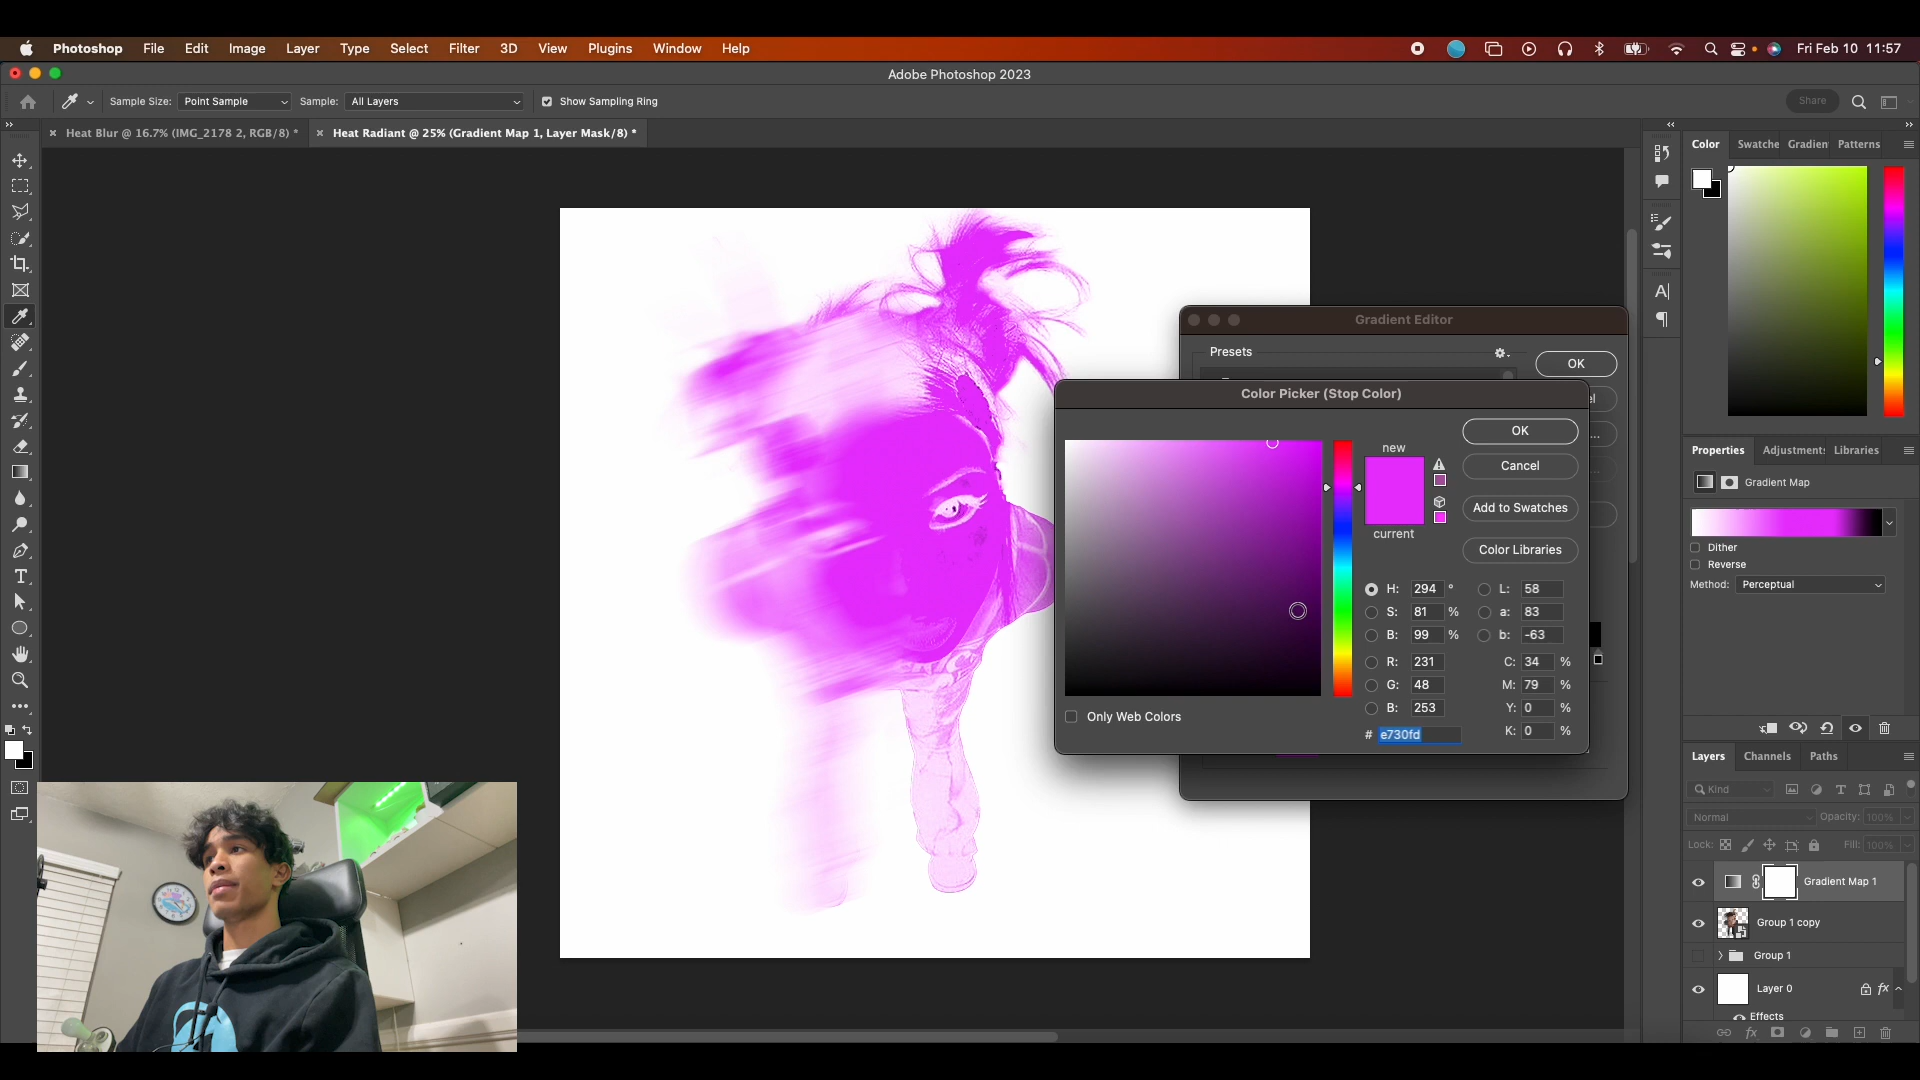 Photoshop File Edit Image Layer Type Select Filter 3D View Plugins Window Help Fri Feb 10 11:57
Adobe Photoshop 2023
Sample Size: Point Sample Sample: All Layers Show Sampling Ring Share
Heat Blur @ 16.7% (IMG_2178 2, RGB/8) * Heat Radiant @ 25% (Gradient Map 1, Layer Mask/8) *
Color Swatche Gradien Patterns
Gradient Editor
Presets
OK
Color Picker (Stop Color)
OK
new
Cancel
Add to Swatches
current
Color Libraries
H: 294 ° L: 58
S: 81 % a: 83
B: 99 % b: -63
R: 231 C: 34 %
G: 48 M: 79 %
B: 253 Y: 0 %
# e730fd K: 0 %
Only Web Colors
Properties Adjustment: Libraries
Gradient Map
Dither
Reverse
Method: Perceptual
Layers Channels Paths
Kind
Normal Opacity: 100%
Lock: Fill: 100%
Gradient Map 1
Group 1 copy
Group 1
Layer 0 fx
Effects
fx